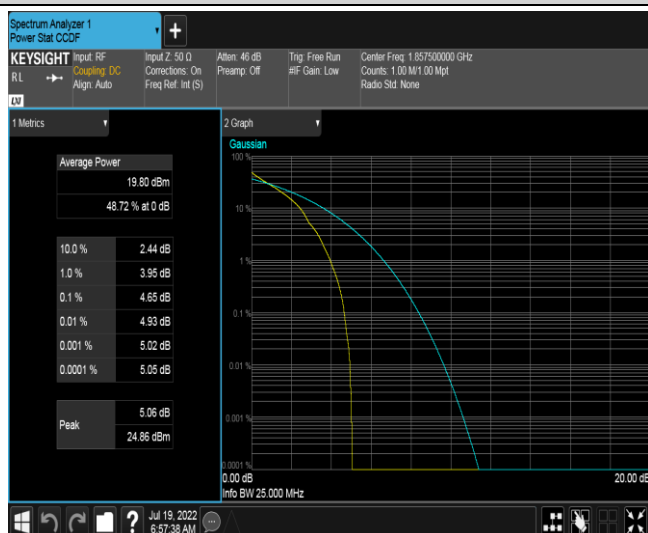 Spectrum Analyzer 1
Power Stat CCDF
KEYSIGHT
RL
LXI
Input: RF
Coupling: DC
Align: Auto
Input Z: 50 Ω
Corrections: On
Freq Ref: Int (S)
Atten: 46 dB
Preamp: Off
Trig: Free Run
#IF Gain: Low
Center Freq: 1.857500000 GHz
Counts: 1.00 M/1.00 Mpt
Radio Std: None
1 Metrics
Average Power
19.80 dBm
48.72 % at 0 dB
10.0 % 2.44 dB
1.0 % 3.95 dB
0.1 % 4.65 dB
0.01 % 4.93 dB
0.001 % 5.02 dB
0.0001 % 5.05 dB
Peak
5.06 dB
24.86 dBm
2 Graph
Gaussian
100 %
10 %
1 %
0.1 %
0.01 %
0.001 %
0.0001 %
0.00 dB
20.00 dB
Info BW 25.000 MHz
Jul 19, 2022
6:57:38 AM